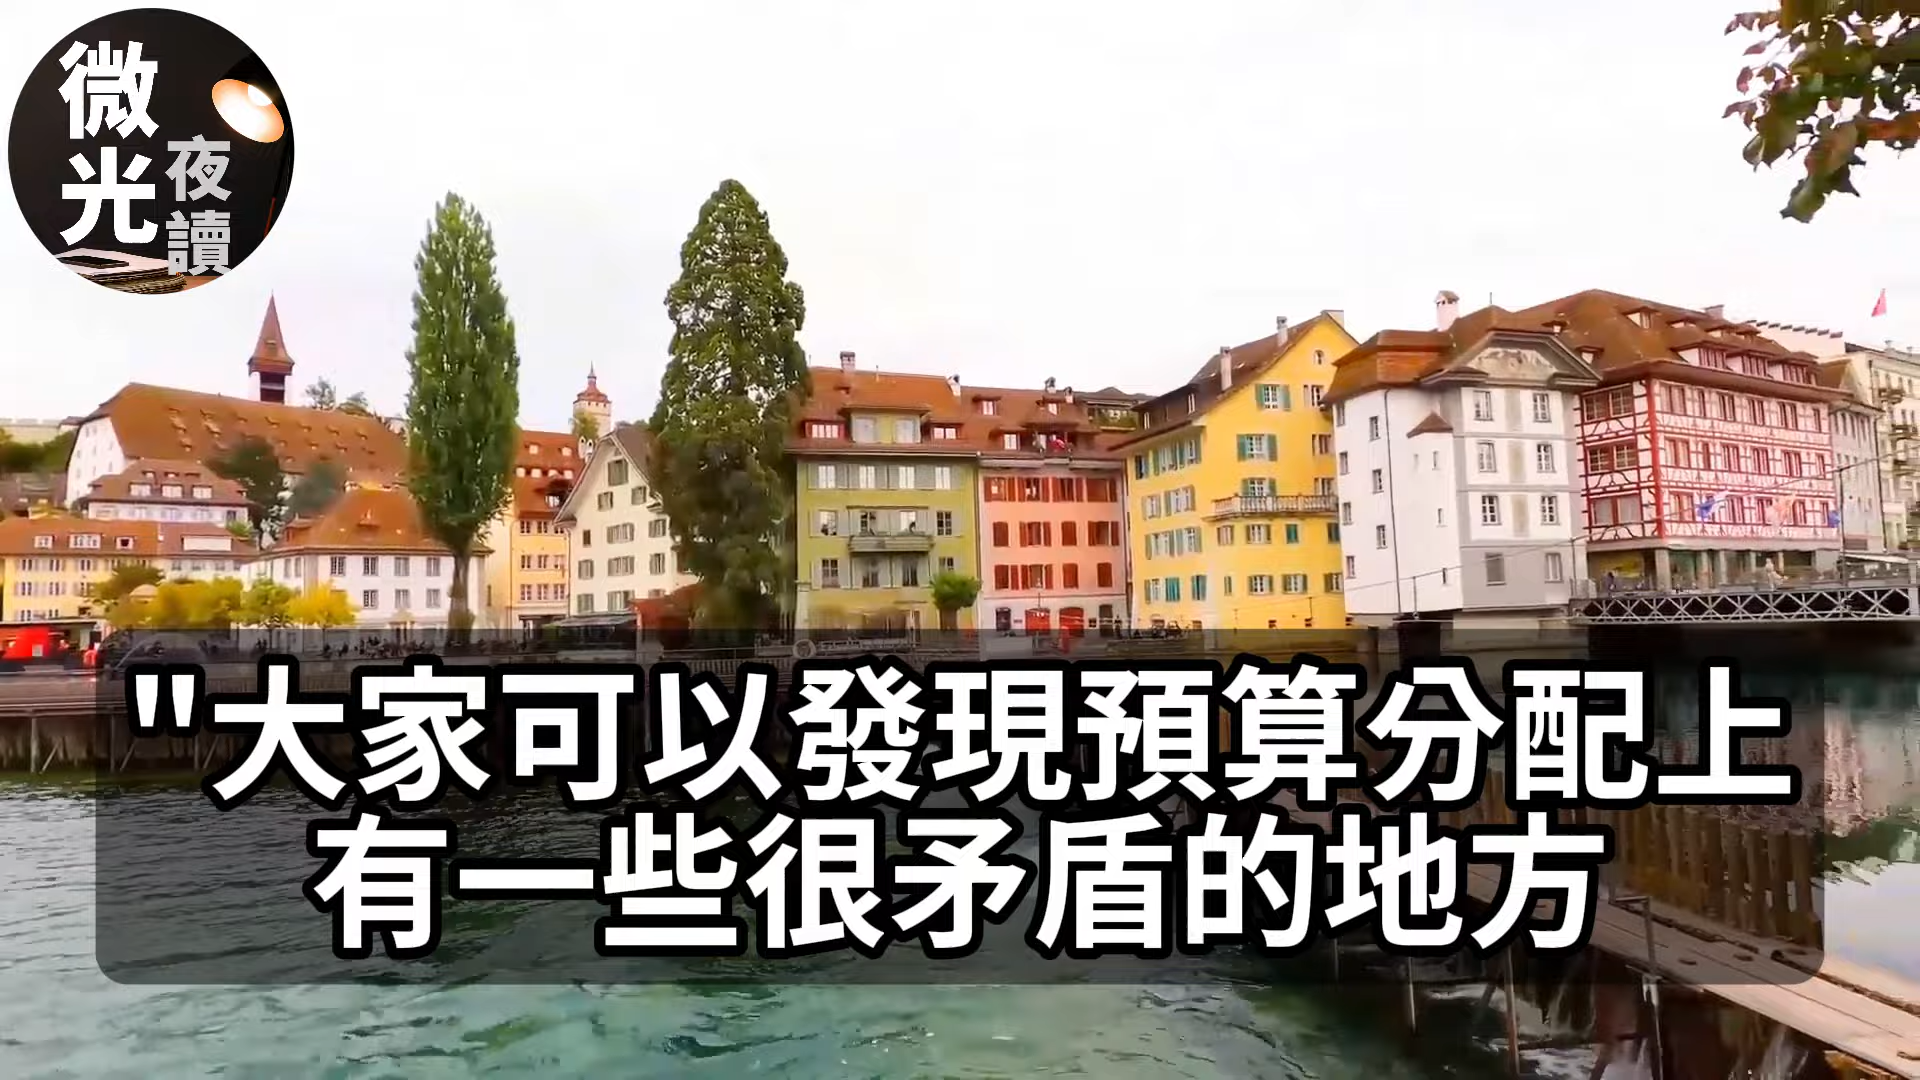 微光
夜讀
"大家可以發現預算分配上
有一些很矛盾的地方